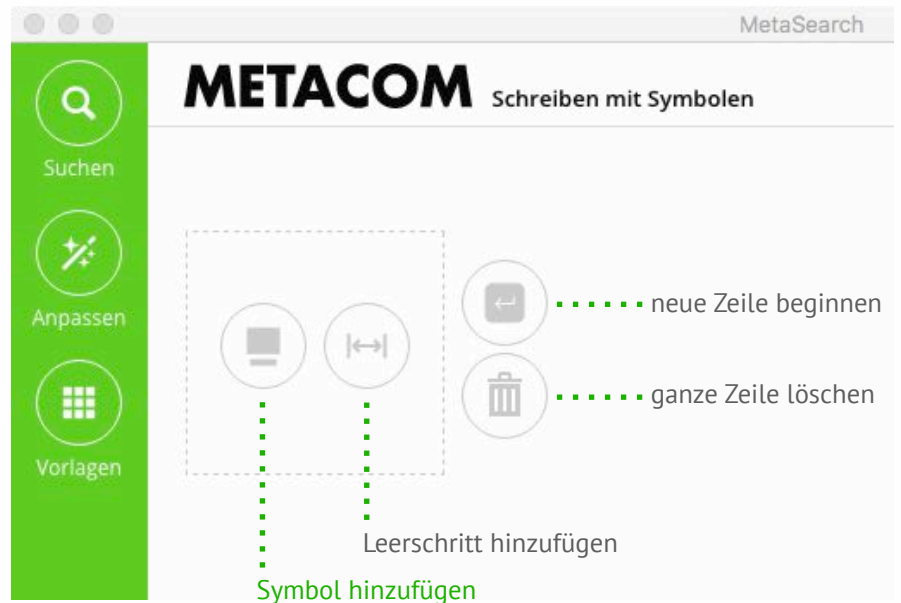 MetaSearch
METACOM Schreiben mit Symbolen
Suchen
Anpassen
Vorlagen
neue Zeile beginnen
ganze Zeile löschen
Leerschritt hinzufügen
Symbol hinzufügen